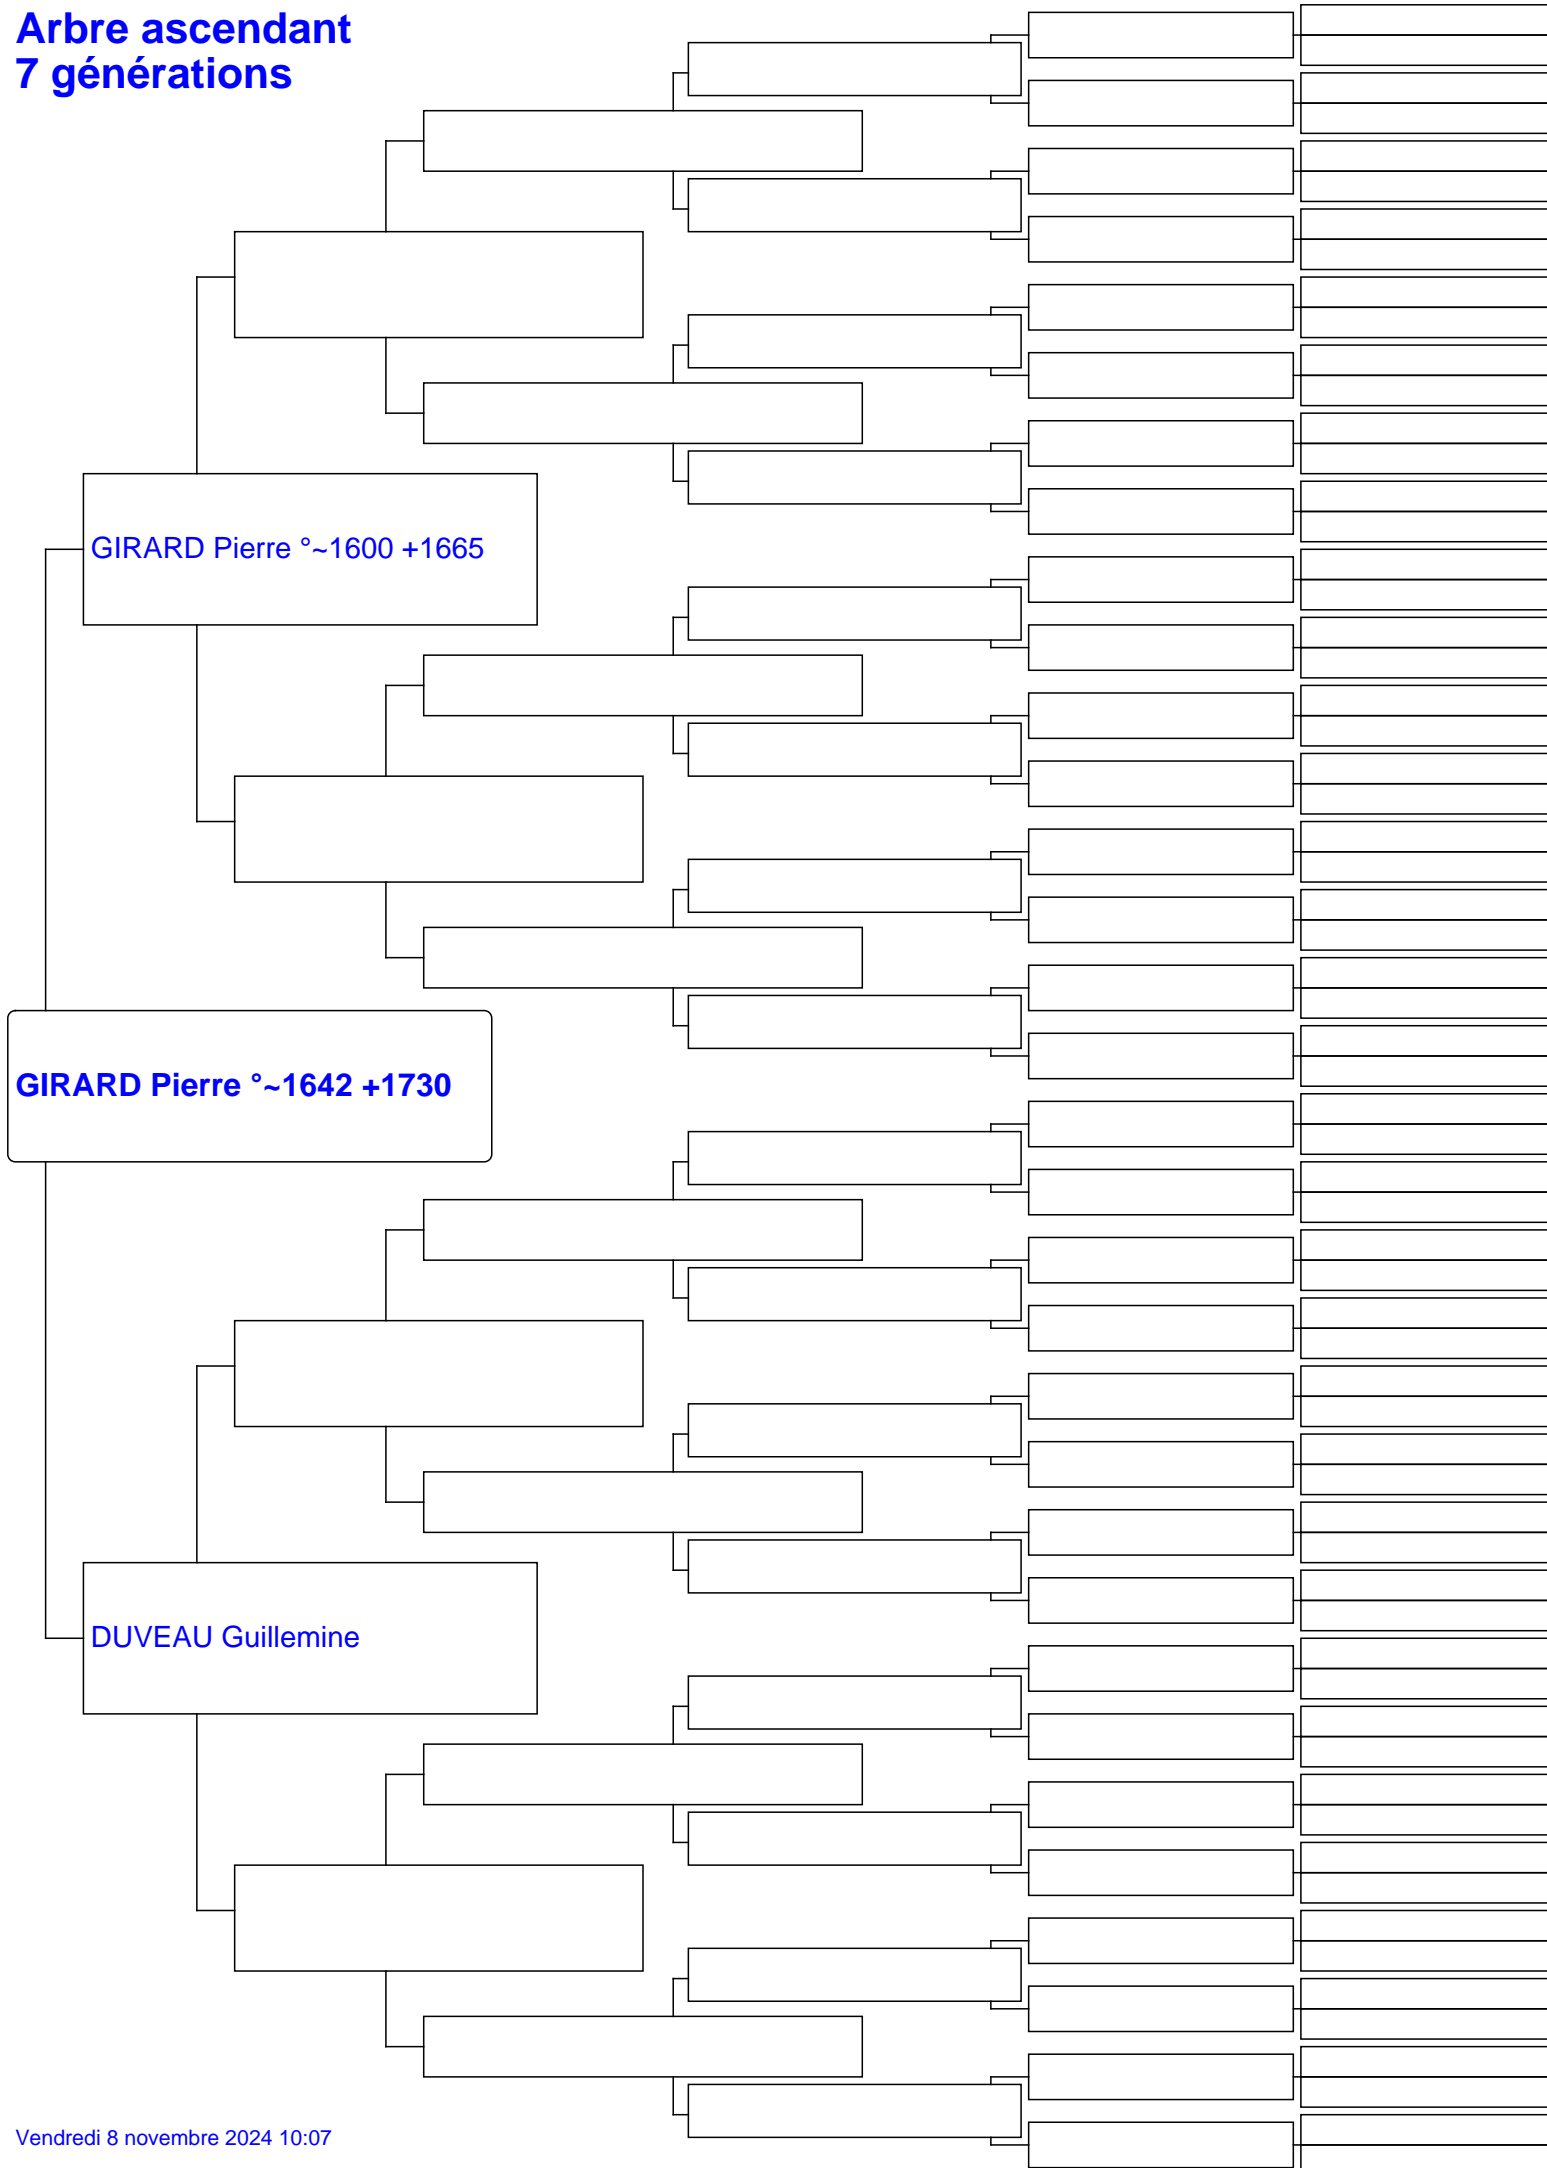 Arbre ascendant
7 générations
GIRARD Pierre °~1600 +1665
GIRARD Pierre °~1642 +1730
DUVEAU Guillemine
Vendredi 8 novembre 2024 10:07